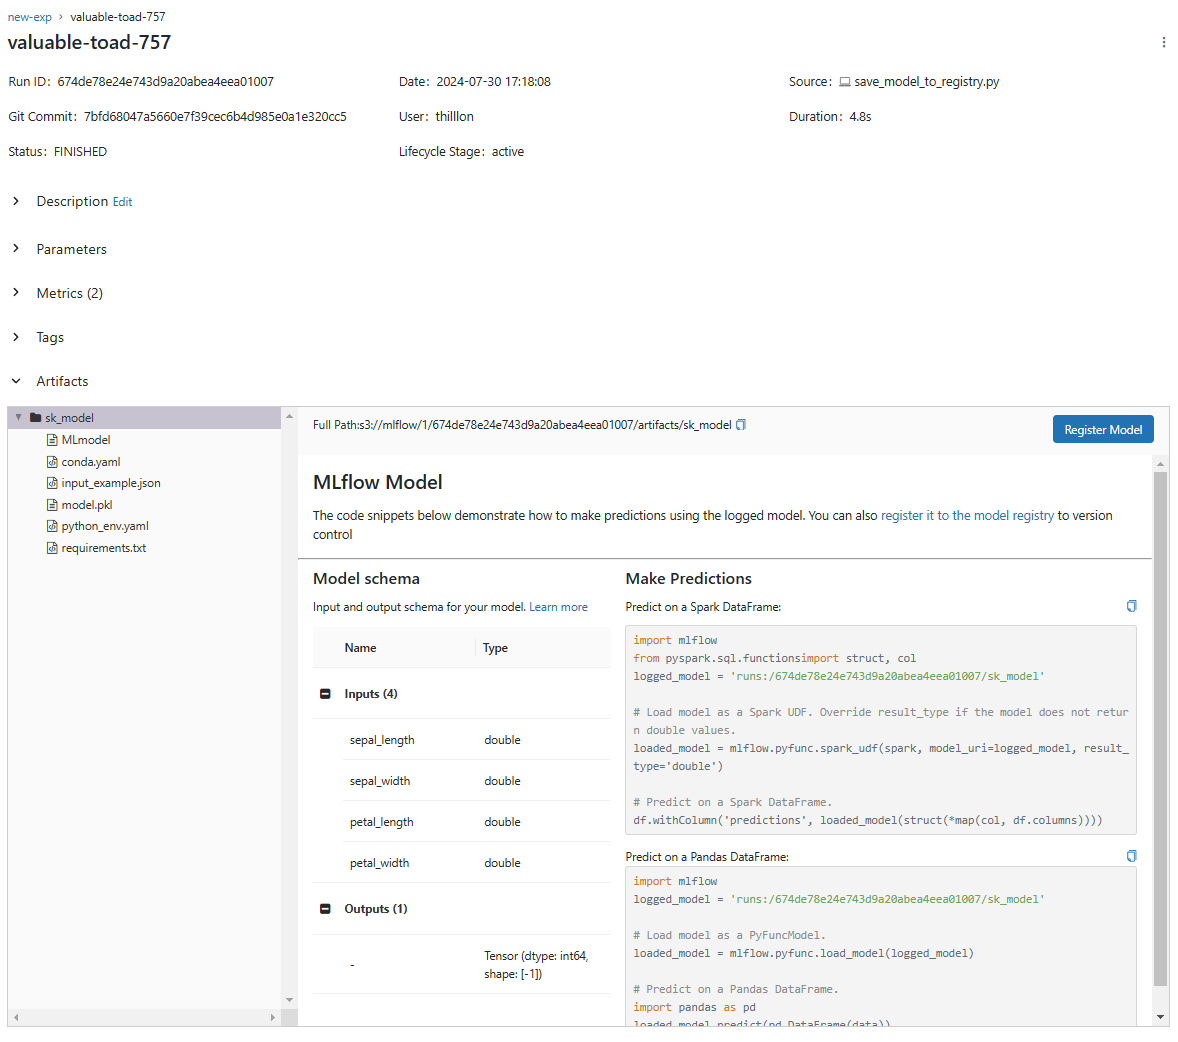 new-exp › valuable-toad-757
valuable-toad-757
Run ID: 674de78e24e743d9a20abea4eea01007
Date: 2024-07-30 17:18:08
Source: save_model_to_registry.py
Git Commit: 7bfd68047a5660e7f39cec6b4d985e0a1e320cc5
User: thilllon
Duration: 4.8s
Status: FINISHED
Lifecycle Stage: active
Description Edit
Parameters
Metrics (2)
Tags
Artifacts
sk_model
MLmodel
conda.yaml
input_example.json
model.pkl
python_env.yaml
requirements.txt
Full Path:s3://mlflow/1/674de78e24e743d9a20abea4eea01007/artifacts/sk_model
Register Model
MLflow Model
The code snippets below demonstrate how to make predictions using the logged model. You can also register it to the model registry to version
control
Model schema
Input and output schema for your model. Learn more
Name Type
Inputs (4)
sepal_length double
sepal_width double
petal_length double
petal_width double
Outputs (1)
- Tensor (dtype: int64,
shape: [-1])
Make Predictions
Predict on a Spark DataFrame:
import mlflow
from pyspark.sql.functionsimport struct, col
logged_model = 'runs:/674de78e24e743d9a20abea4eea01007/sk_model'
# Load model as a Spark UDF. Override result_type if the model does not retur
n double values.
loaded_model = mlflow.pyfunc.spark_udf(spark, model_uri=logged_model, result_
type='double')
# Predict on a Spark DataFrame.
df.withColumn('predictions', loaded_model(struct(*map(col, df.columns))))
Predict on a Pandas DataFrame:
import mlflow
logged_model = 'runs:/674de78e24e743d9a20abea4eea01007/sk_model'
# Load model as a PyFuncModel.
loaded_model = mlflow.pyfunc.load_model(logged_model)
# Predict on a Pandas DataFrame.
import pandas as pd
loaded_model.predict(pd.DataFrame(data))